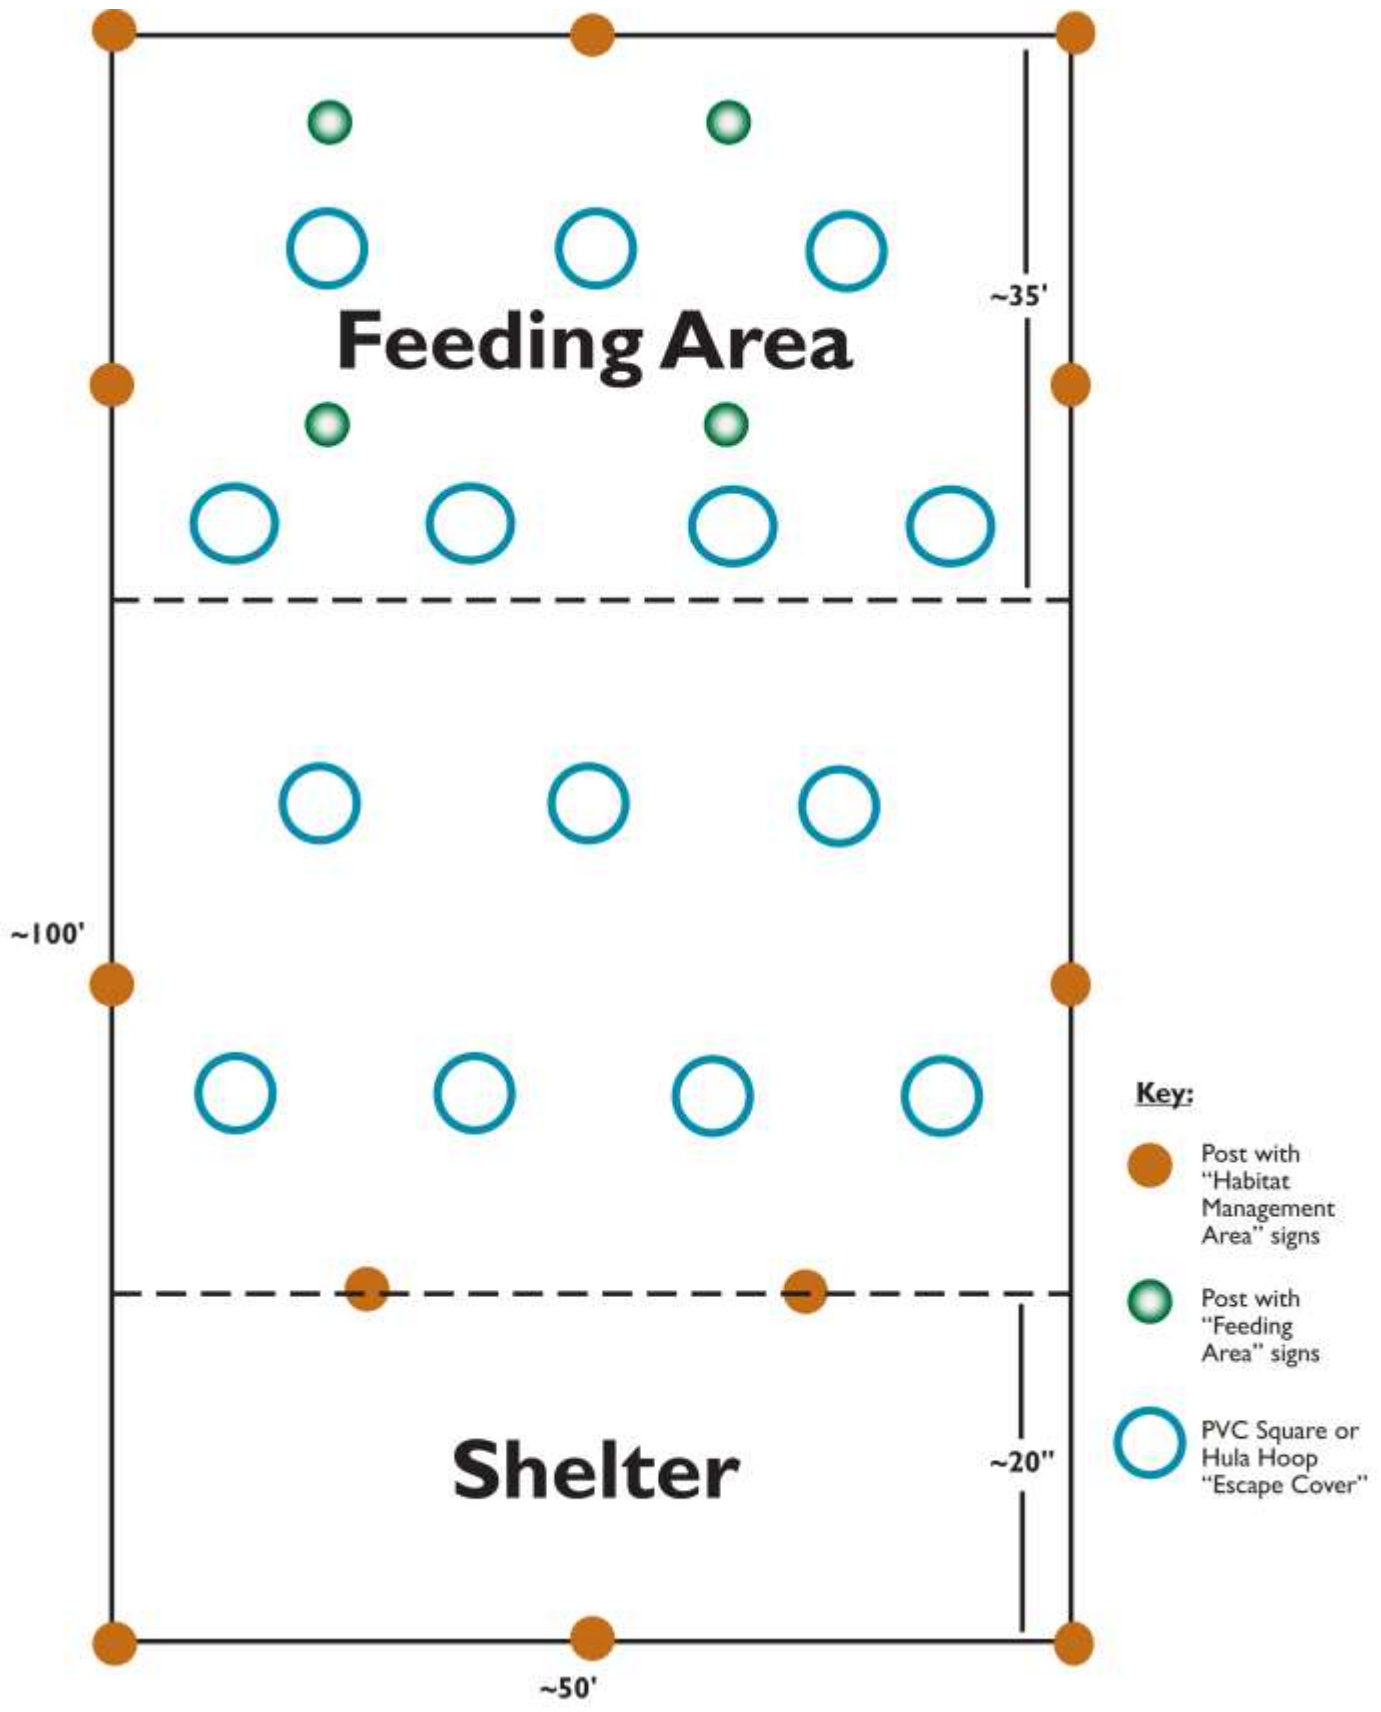 ~35'
Feeding Area
~100'
Key:
Post with
“Habitat
Management
Area” signs
Post with
“Feeding
Area” signs
PVC Square or
Hula Hoop
“Escape Cover”
Shelter
~20"
~50'